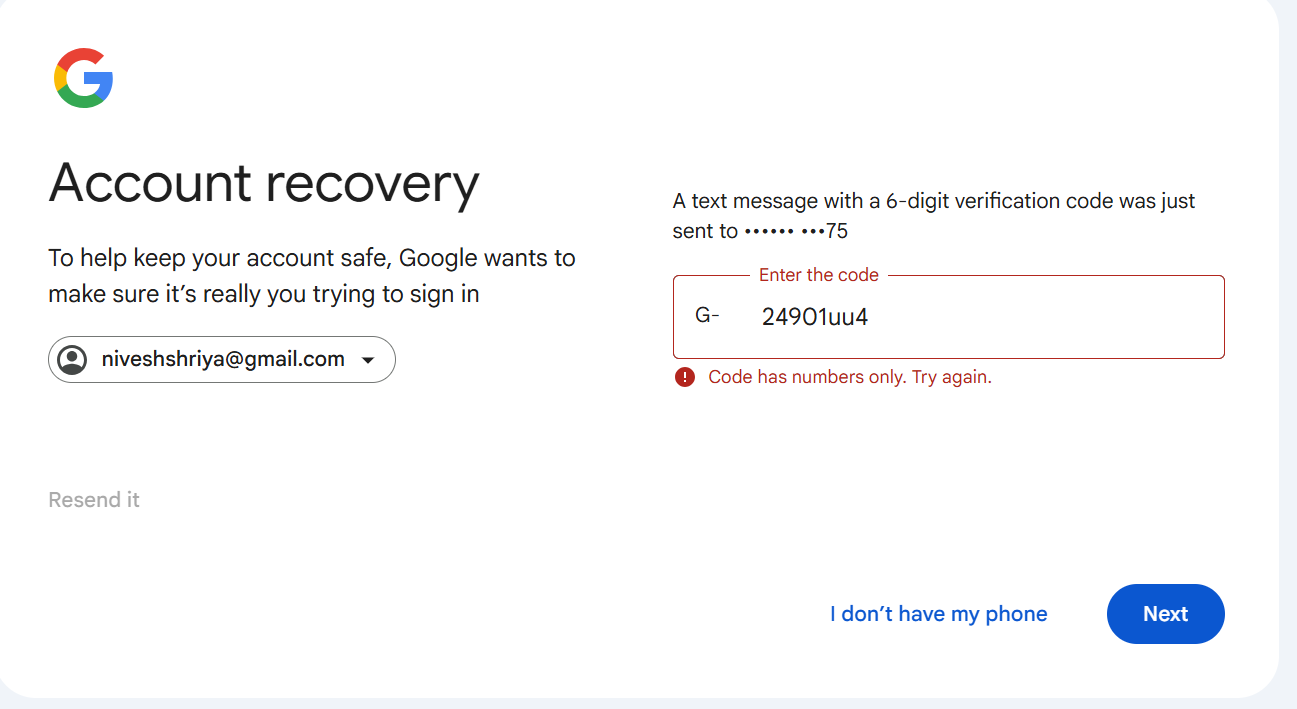 Account recovery
To help keep your account safe, Google wants to
make sure it’s really you trying to sign in
niveshshriya@gmail.com
Resend it
A text message with a 6-digit verification code was just
sent to •••••• •••75
Enter the code
G- 24901uu4
Code has numbers only. Try again.
I don’t have my phone
Next